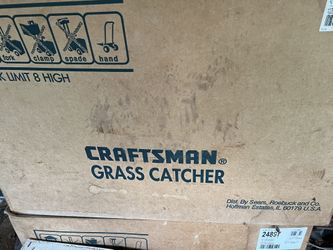 fork clamp spade hand
K LIMIT 8 HIGH
CRAFTSMAN®
GRASS CATCHER
Dist. By Sears, Roebuck and Co.
Hoffman Estates, IL 60179 U.S.A